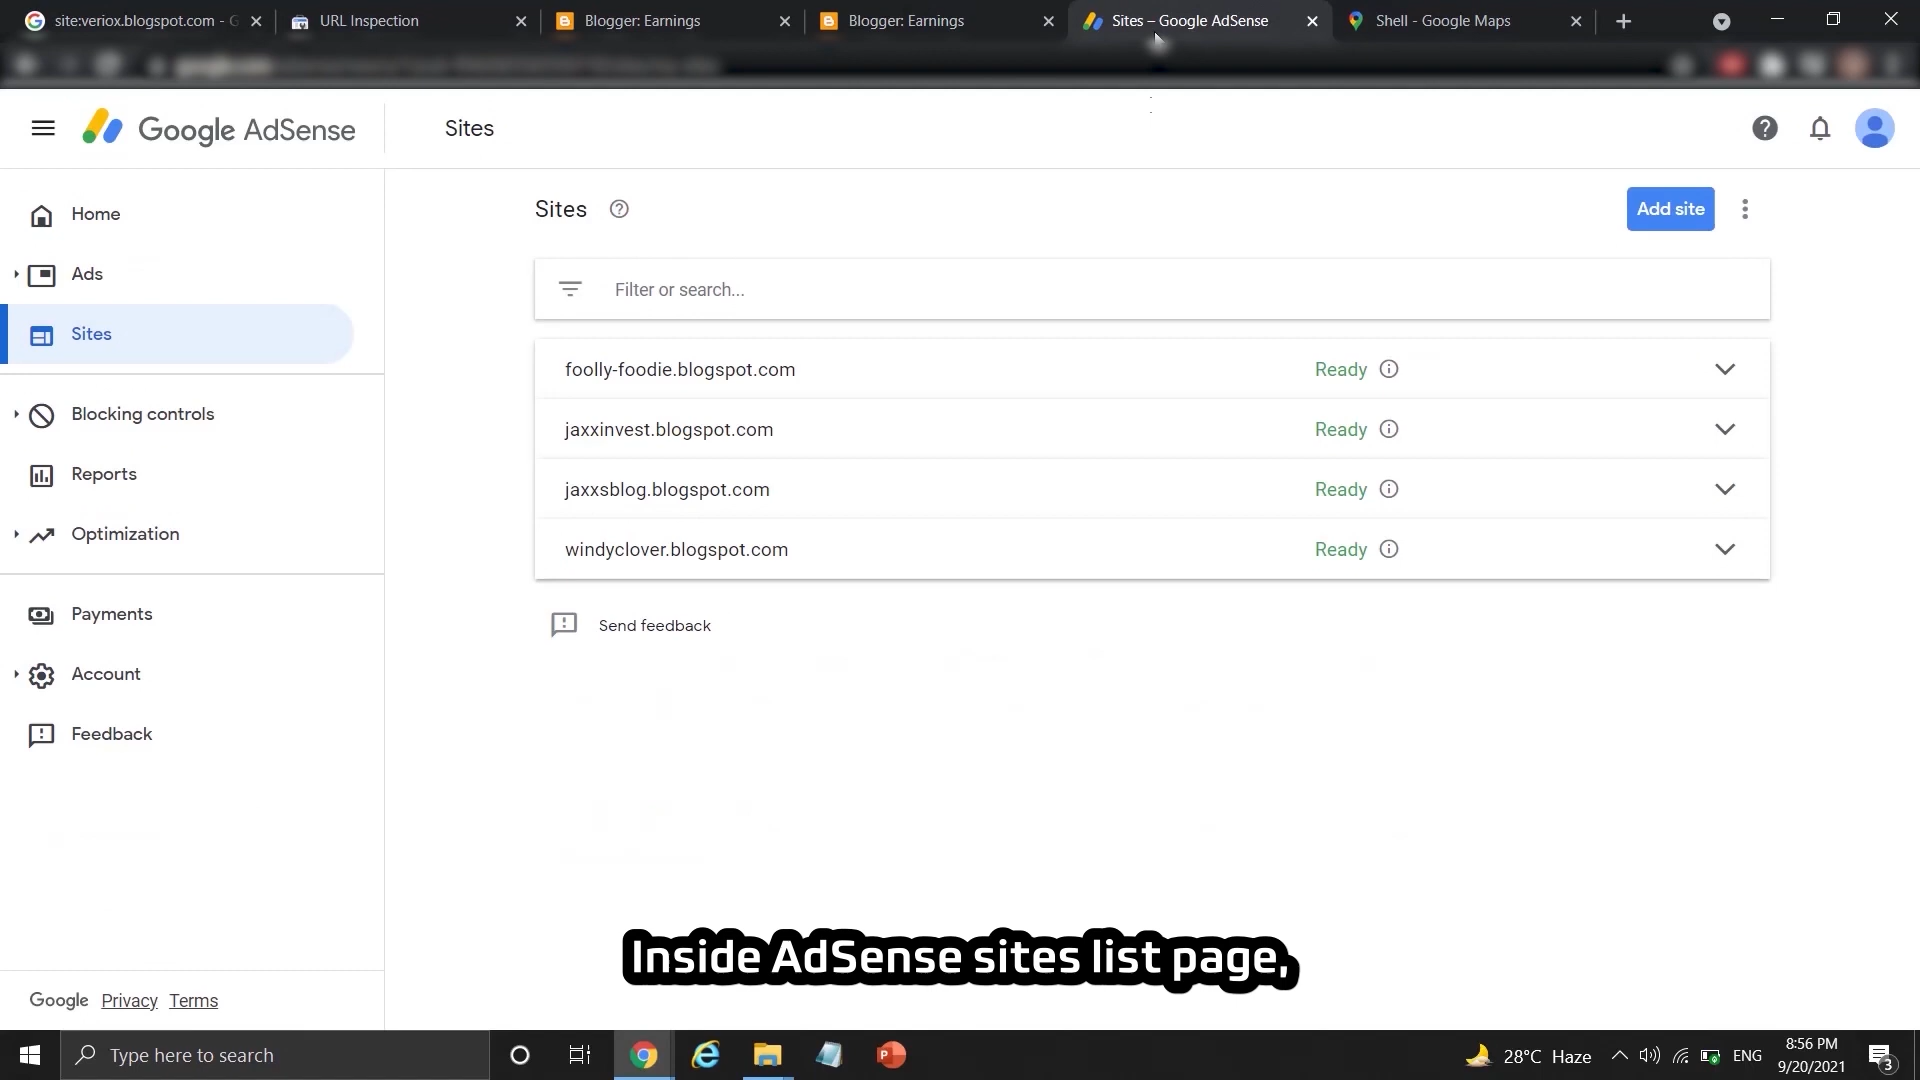 site:veriox.blogspot.com - G
URL Inspection
Blogger: Earnings
Blogger: Earnings
Sites – Google AdSense
Shell - Google Maps
Google AdSense
Sites
Home
Ads
Sites
Blocking controls
Reports
Optimization
Payments
Account
Feedback
Google Privacy Terms
Sites
Add site
Filter or search...
foolly-foodie.blogspot.com Ready
jaxxinvest.blogspot.com Ready
jaxxsblog.blogspot.com Ready
windyclover.blogspot.com Ready
Send feedback
Inside AdSense sites list page,
Type here to search
28°C Haze
ENG
8:56 PM
9/20/2021
3